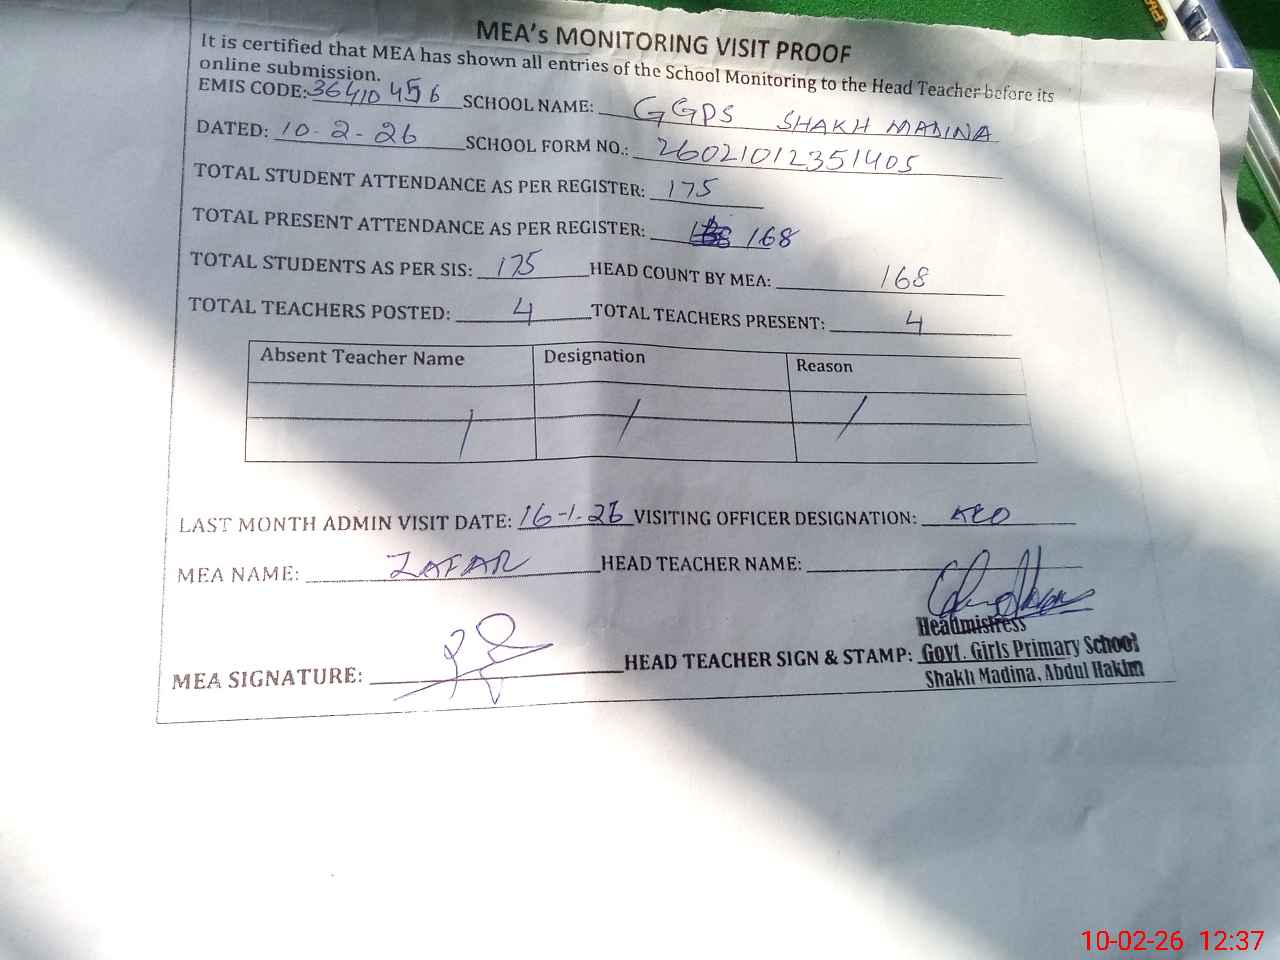 MEA's MONITORING VISIT PROOF
It is certified that MEA has shown all entries of the School Monitoring to the Head Teacher before its
online submission.
EMIS CODE: 36410456 SCHOOL NAME: GGPS SHAKH MADINA
DATED: 10-2-26 SCHOOL FORM NO.: 26021012351405
TOTAL STUDENT ATTENDANCE AS PER REGISTER: 175
TOTAL PRESENT ATTENDANCE AS PER REGISTER: 168
TOTAL STUDENTS AS PER SIS: 175 HEAD COUNT BY MEA: 168
TOTAL TEACHERS POSTED: 4 TOTAL TEACHERS PRESENT: 4
Absent Teacher Name Designation Reason
/ / /
LAST MONTH ADMIN VISIT DATE: 16-1-26 VISITING OFFICER DESIGNATION:
MEA NAME: ZAFAR HEAD TEACHER NAME:
MEA SIGNATURE: HEAD TEACHER SIGN & STAMP:
Headmistress
Govt. Girls Primary School
Shakh Madina, Abdul Hakim
10-02-26 12:37